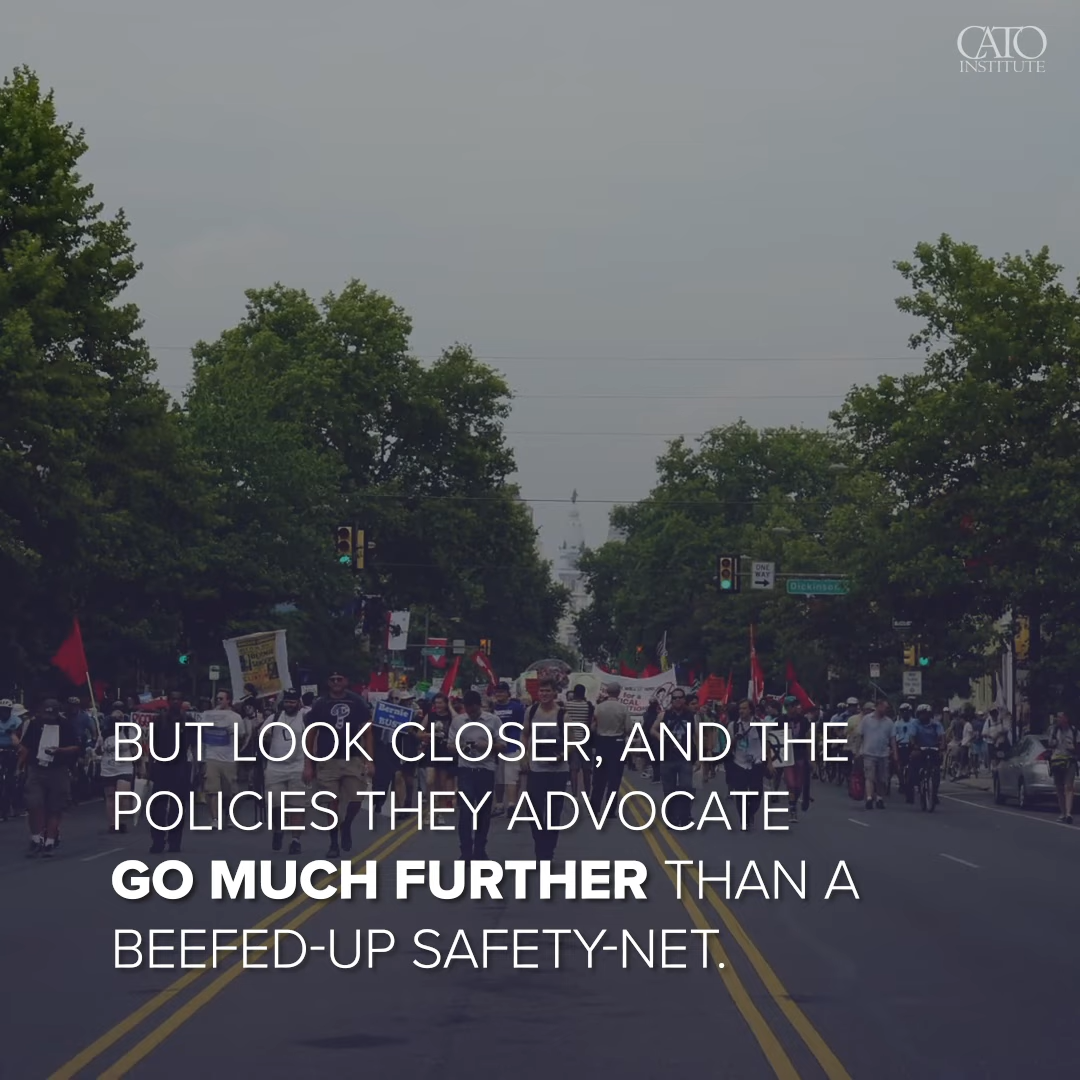 CATO
INSTITUTE
ONE
WAY
Dickinson
Bernie
BUT LOOK CLOSER, AND THE
POLICIES THEY ADVOCATE
GO MUCH FURTHER THAN A
BEEFED-UP SAFETY-NET.